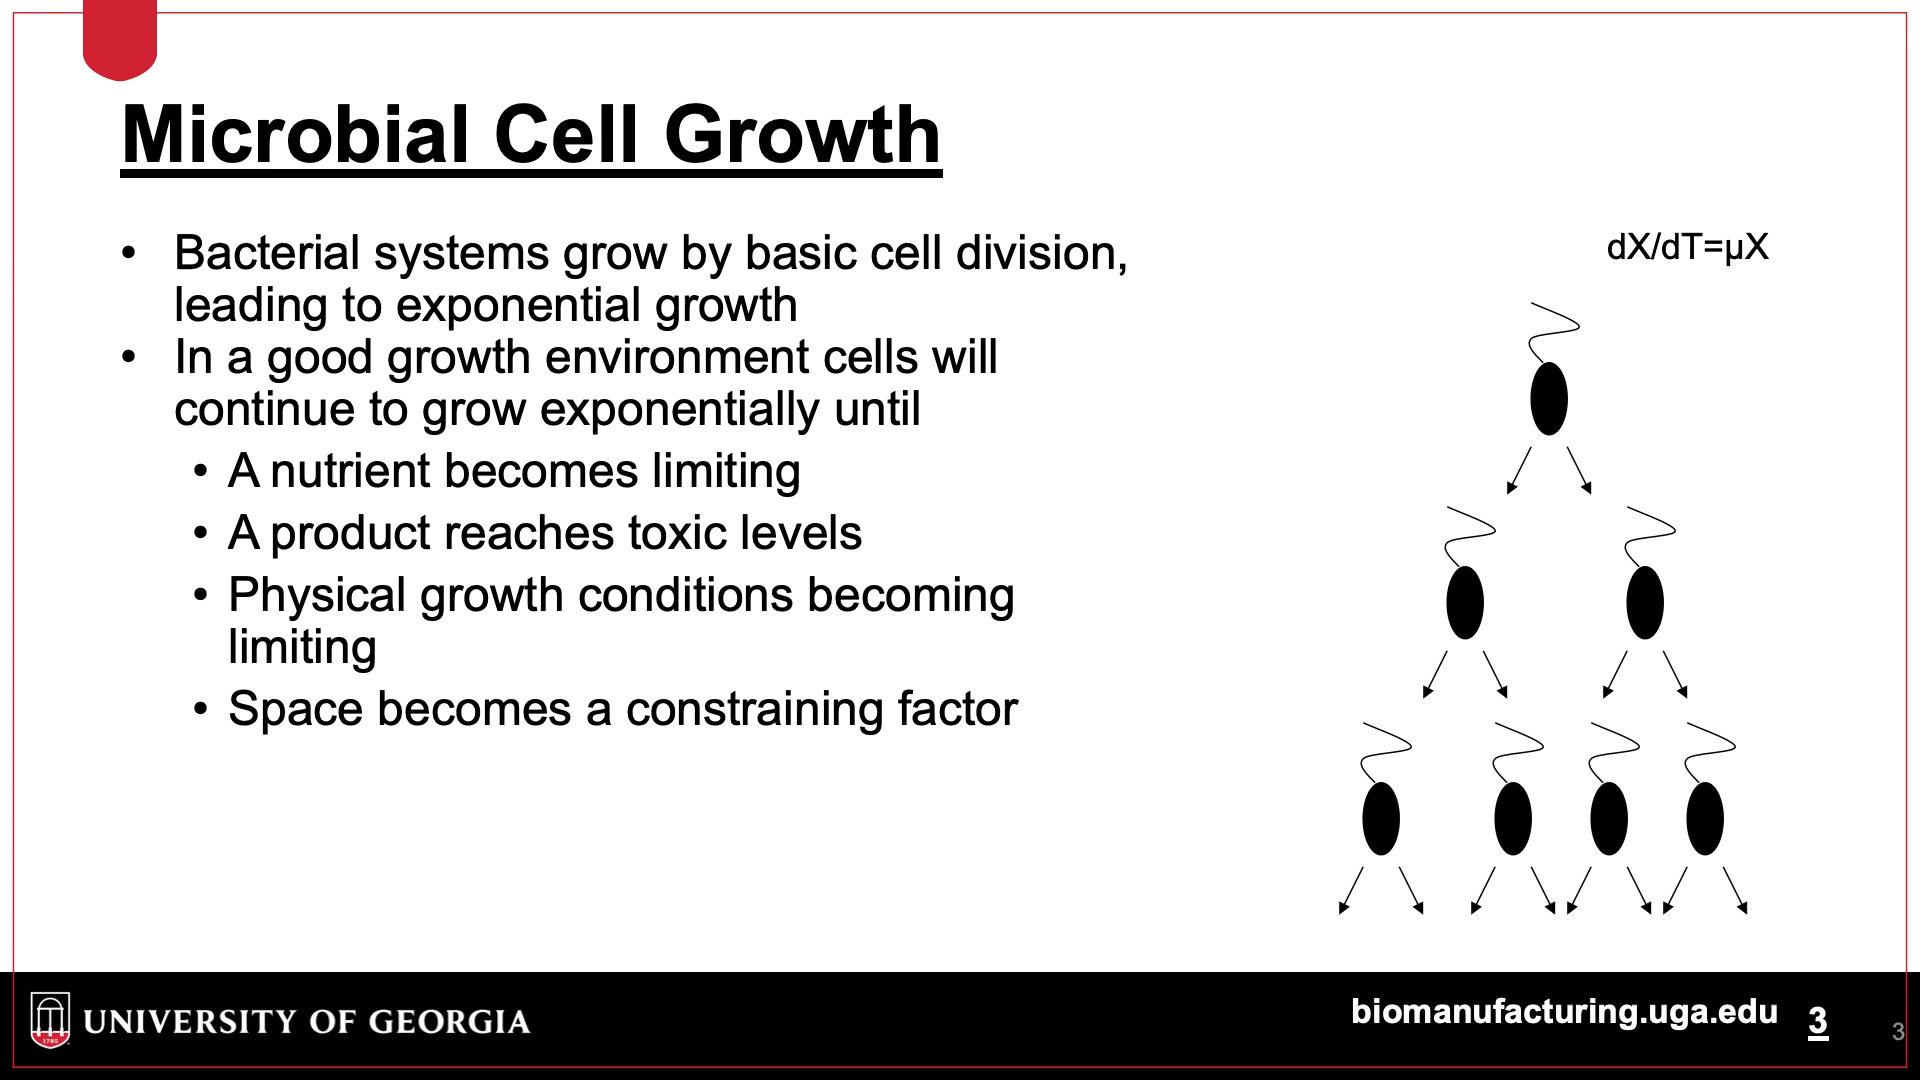 Microbial Cell Growth
• Bacterial systems grow by basic cell division,
leading to exponential growth
• In a good growth environment cells will
continue to grow exponentially until
• A nutrient becomes limiting
• A product reaches toxic levels
• Physical growth conditions becoming
limiting
• Space becomes a constraining factor
dX/dT=µX
1785
UNIVERSITY OF GEORGIA
biomanufacturing.uga.edu
3
3